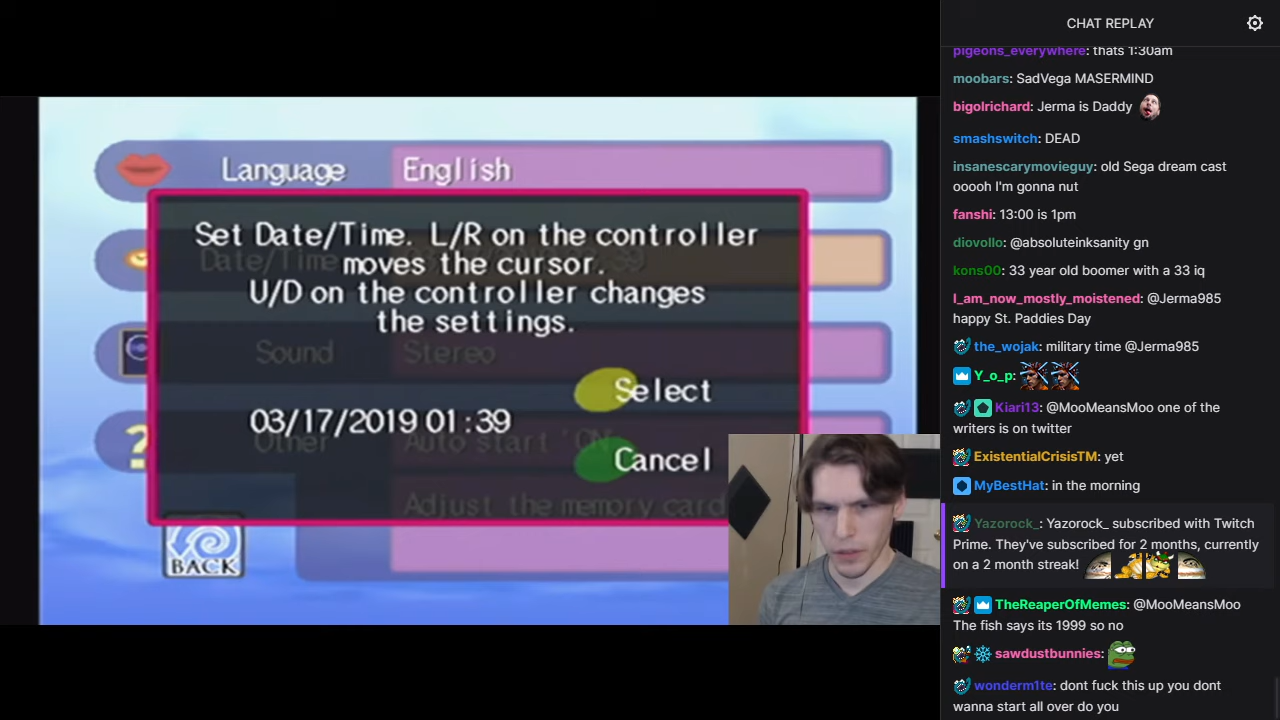 Language English
Set Date/Time. L/R on the controller
moves the cursor.
U/D on the controller changes
the settings.
Date/Time
Sound Stereo
Select
03/17/2019 01:39
Other Auto start ON
Cancel
Adjust the memory card
BACK
CHAT REPLAY
pigeons_everywhere: thats 1:30am
moobars: SadVega MASERMIND
bigolrichard: Jerma is Daddy
smashswitch: DEAD
insanescarymovieguy: old Sega dream cast
ooooh I'm gonna nut
fanshi: 13:00 is 1pm
diovollo: @absoluteinksanity gn
kons00: 33 year old boomer with a 33 iq
I_am_now_mostly_moistened: @Jerma985
happy St. Paddies Day
the_wojak: military time @Jerma985
Y_o_p:
Kiari13: @MooMeansMoo one of the
writers is on twitter
ExistentialCrisisTM: yet
MyBestHat: in the morning
Yazorock_: Yazorock_ subscribed with Twitch
Prime. They've subscribed for 2 months, currently
on a 2 month streak!
TheReaperOfMemes: @MooMeansMoo
The fish says its 1999 so no
sawdustbunnies:
wonderm1te: dont fuck this up you dont
wanna start all over do you